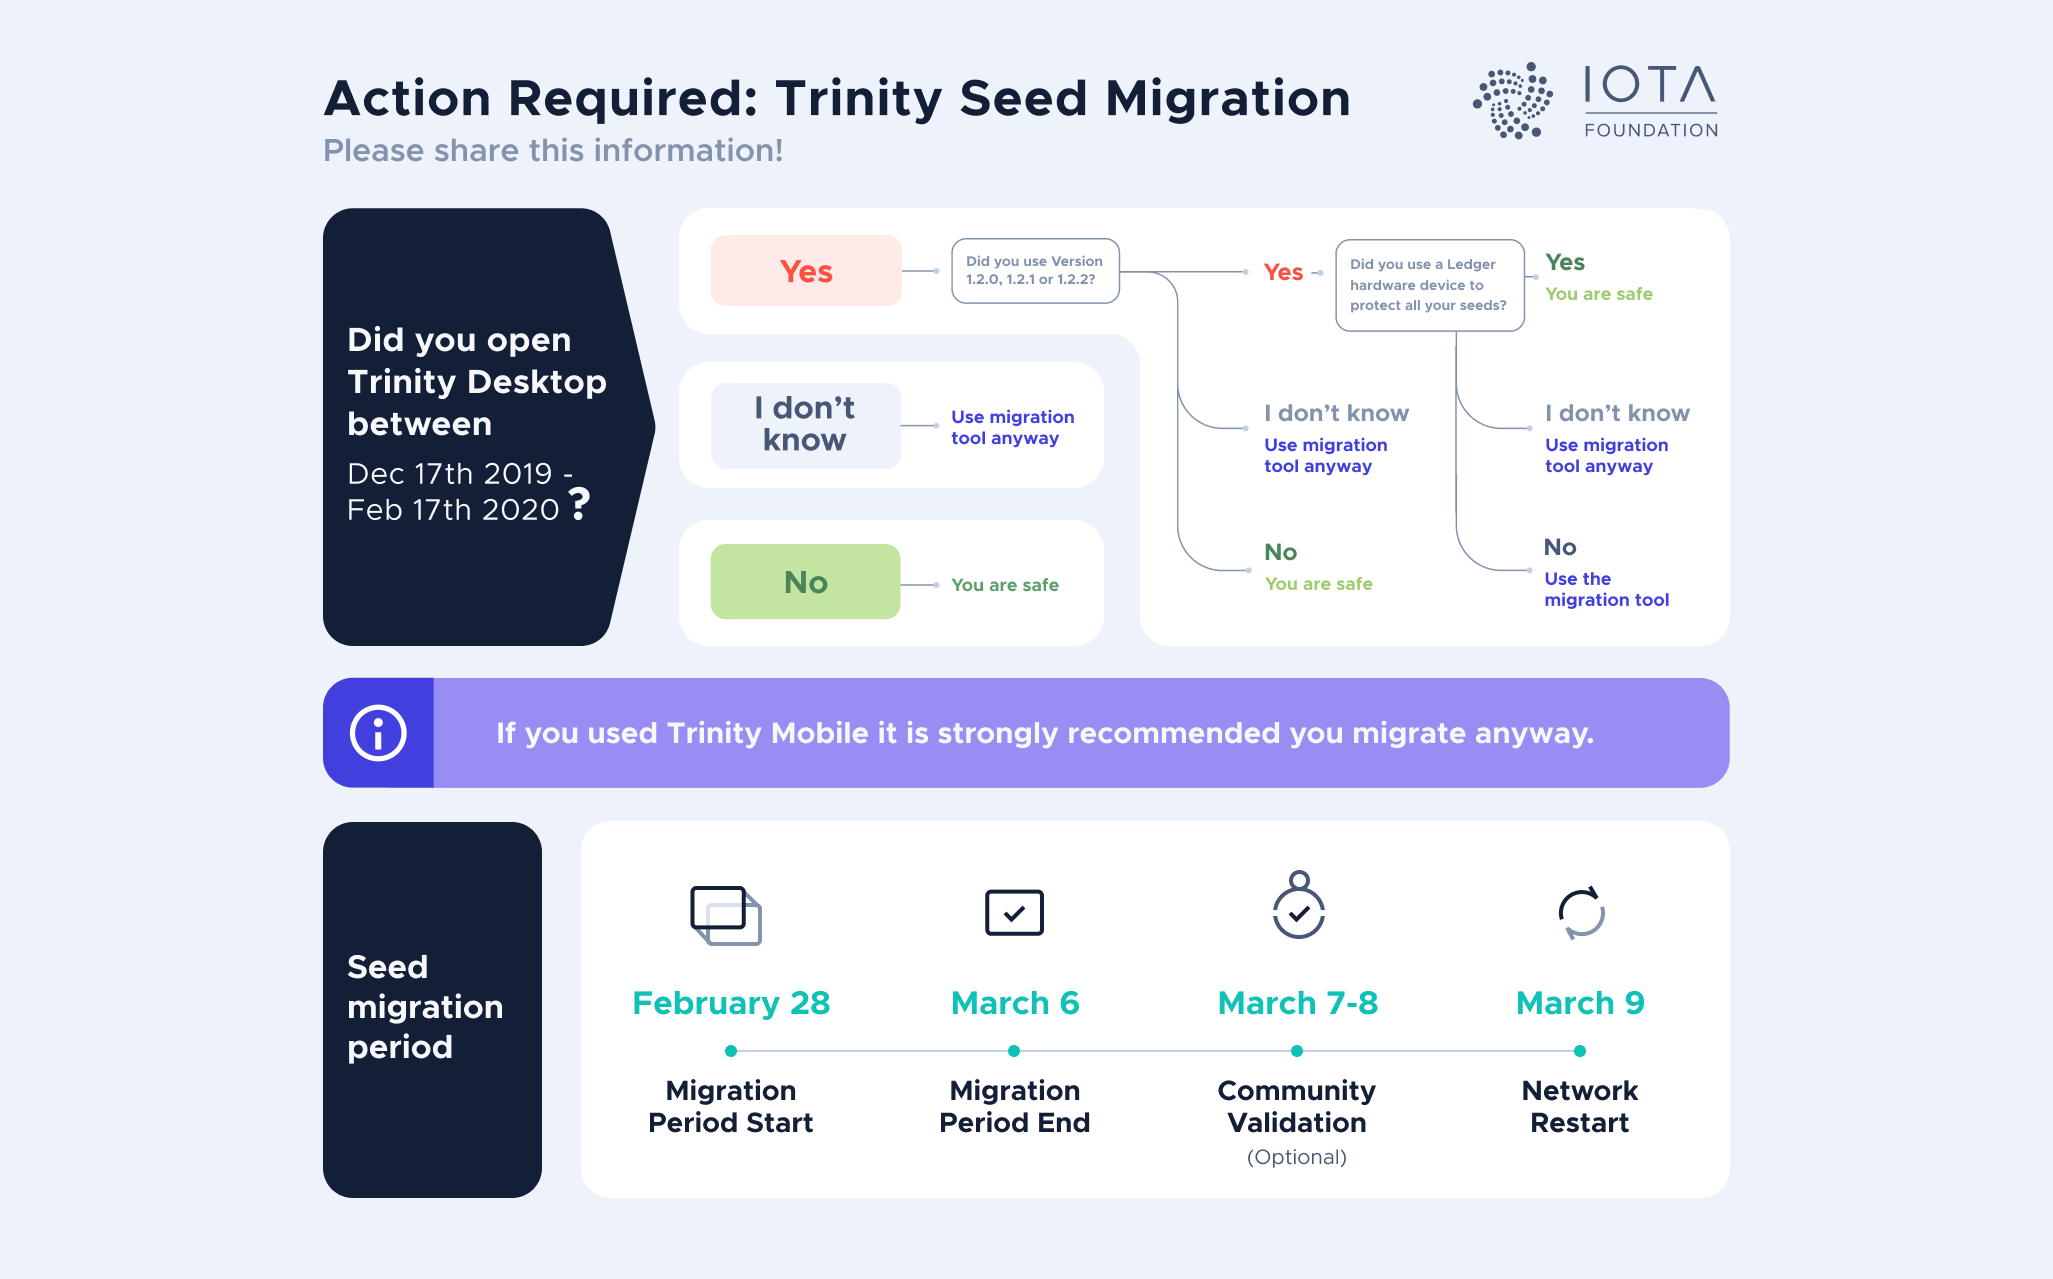 Action Required: Trinity Seed Migration
Please share this information!
IOTA
FOUNDATION
Did you open
Trinity Desktop
between
Dec 17th 2019 -
Feb 17th 2020 ?
Yes
Did you use Version
1.2.0, 1.2.1 or 1.2.2?
Yes
Did you use a Ledger
hardware device to
protect all your seeds?
Yes
You are safe
I don't know
Use migration
tool anyway
I don't know
Use migration
tool anyway
No
You are safe
No
Use the
migration tool
I don't
know
Use migration
tool anyway
No
You are safe
If you used Trinity Mobile it is strongly recommended you migrate anyway.
Seed
migration
period
February 28
Migration
Period Start
March 6
Migration
Period End
March 7-8
Community
Validation
(Optional)
March 9
Network
Restart